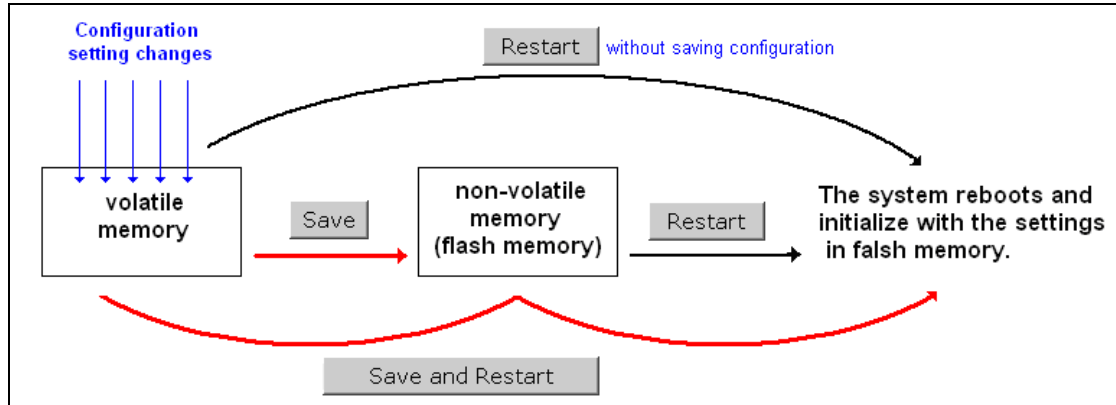 Configuration
setting changes
Restart without saving configuration
volatile
memory
Save
non-volatile
memory
(flash memory)
Restart
The system reboots and
initialize with the settings
in falsh memory.
Save and Restart